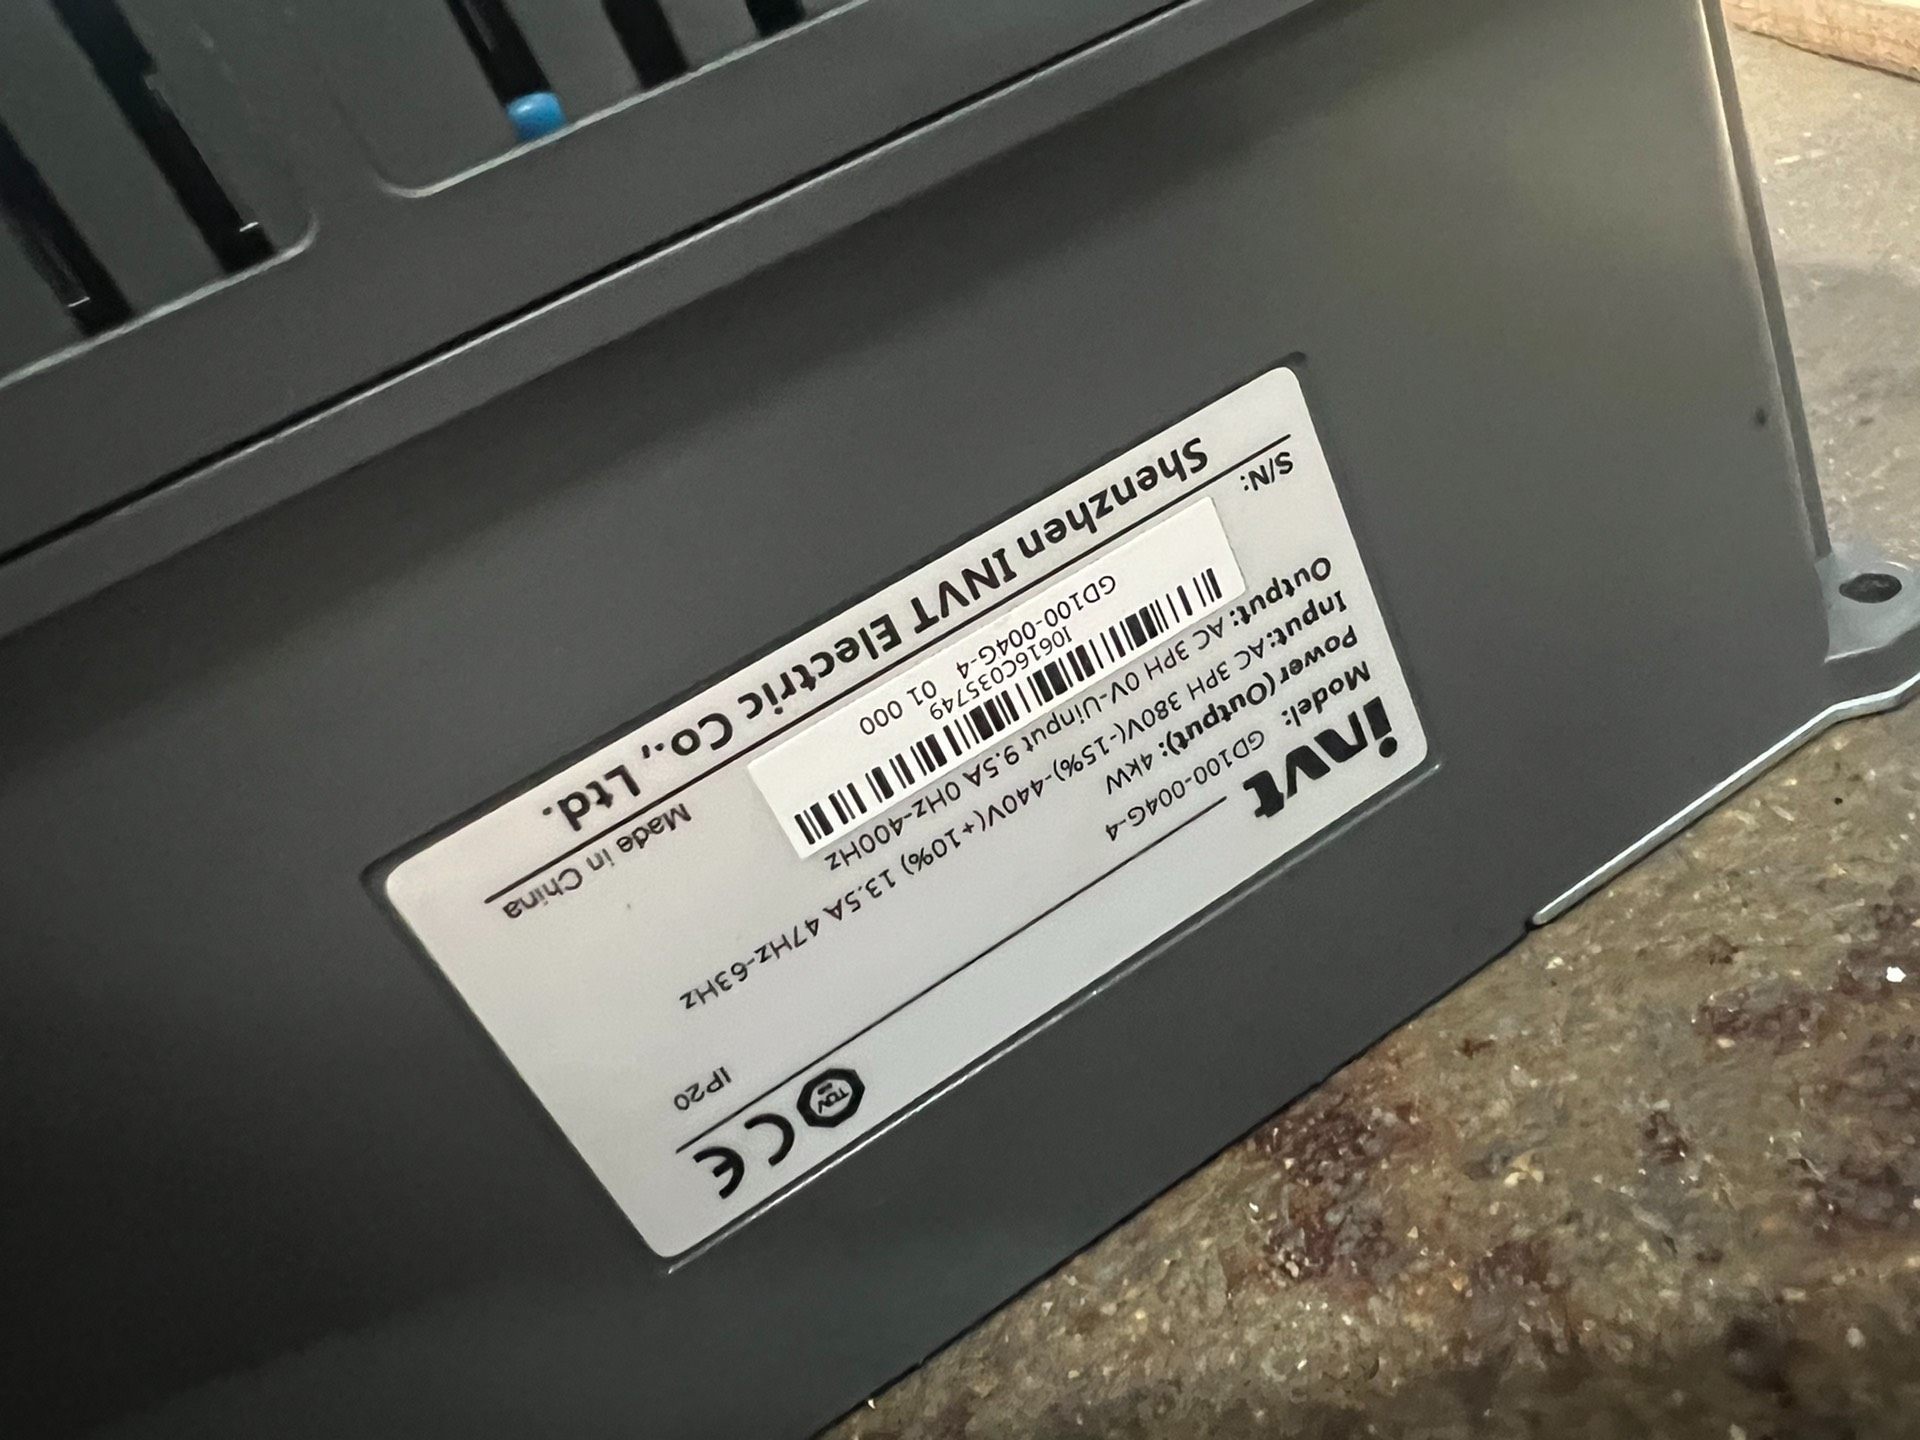 invt
CE
TÜV
Model: GD100-004G-4
IP20
Power(Output): 4kW
Input: AC 3PH 380V(-15%)-440V(+10%) 13.5A 47Hz-63Hz
Output: AC 3PH 0V-Uinput 9.5A 0Hz-400Hz
S/N:
I0616C035749
GD100-004G-4 01 000
Made in China
Shenzhen INVT Electric Co., Ltd.